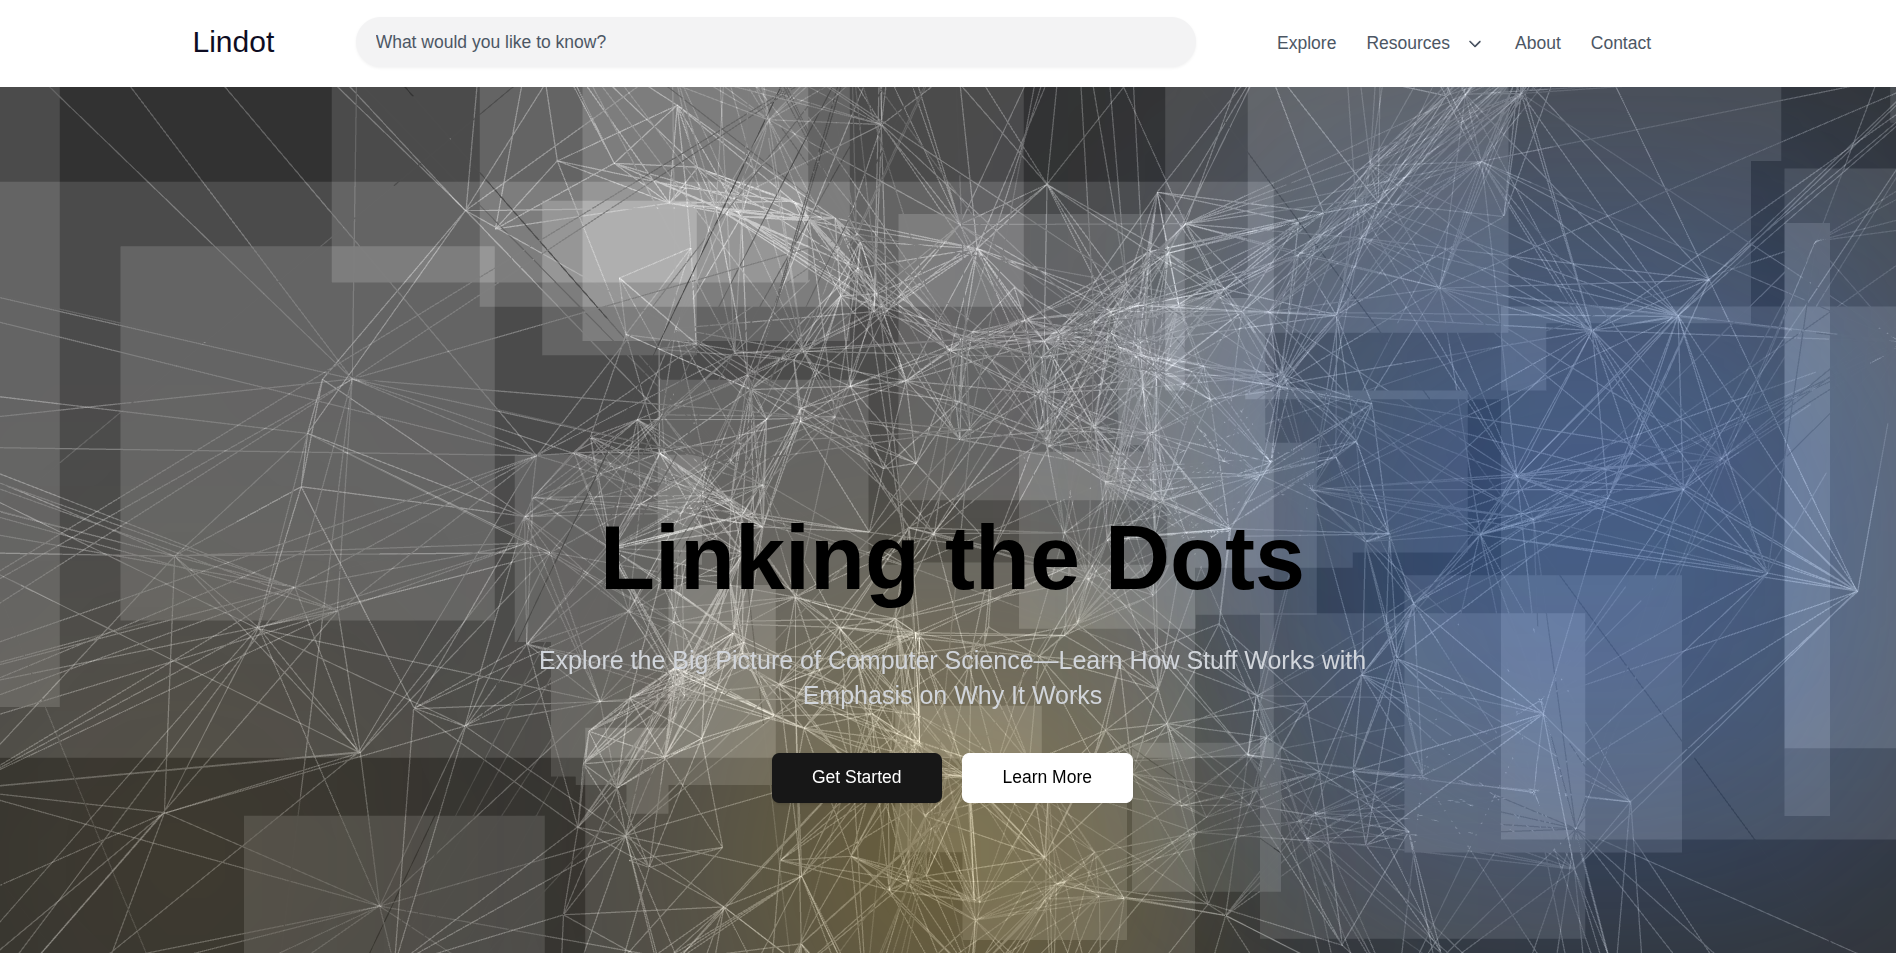 Lindot
What would you like to know?
Explore
Resources
About
Contact
Linking the Dots
Explore the Big Picture of Computer Science—Learn How Stuff Works with
Emphasis on Why It Works
Get Started
Learn More